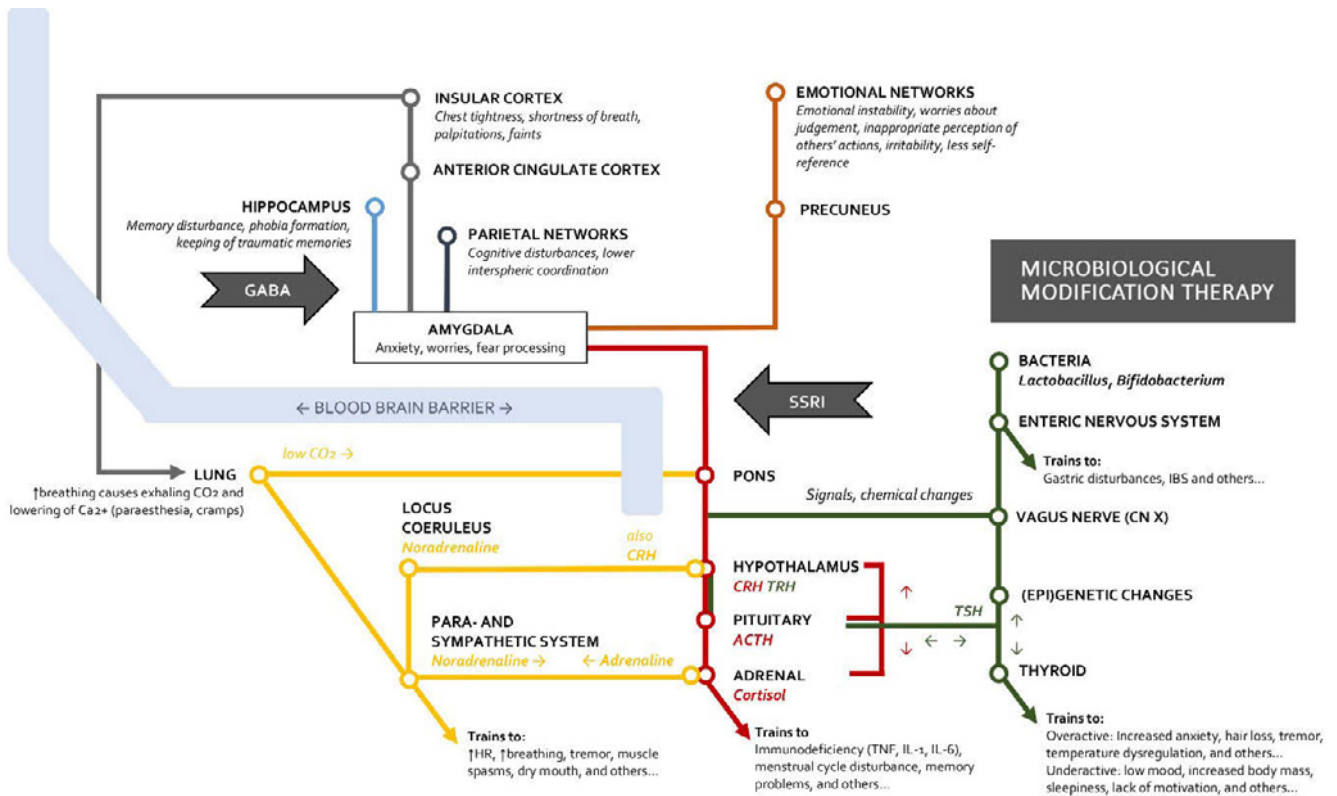 INSULAR CORTEX
Chest tightness, shortness of breath,
palpitations, faints
ANTERIOR CINGULATE CORTEX
HIPPOCAMPUS
Memory disturbance, phobia formation,
keeping of traumatic memories
PARIETAL NETWORKS
Cognitive disturbances, lower
interspheric coordination
GABA
AMYGDALA
Anxiety, worries, fear processing
EMOTIONAL NETWORKS
Emotional instability, worries about
judgement, inappropriate perception of
others' actions, irritability, less self-
reference
PRECUNEUS
MICROBIOLOGICAL
MODIFICATION THERAPY
← BLOOD BRAIN BARRIER →
SSRI
BACTERIA
Lactobacillus, Bifidobacterium
ENTERIC NERVOUS SYSTEM
Trains to:
Gastric disturbances, IBS and others...
low CO2 →
LUNG
↑breathing causes exhaling CO2 and
lowering of Ca2+ (paraesthesia, cramps)
PONS
Signals, chemical changes
VAGUS NERVE (CN X)
LOCUS
COERULEUS
Noradrenaline
also
CRH
HYPOTHALAMUS
CRH TRH
↑
(EPI)GENETIC CHANGES
TSH
↑
PARA- AND
SYMPATHETIC SYSTEM
Noradrenaline →
← Adrenaline
PITUITARY
ACTH
↓
← →
↓
ADRENAL
Cortisol
THYROID
Trains to:
↑HR, ↑breathing, tremor, muscle
spasms, dry mouth, and others...
Trains to
Immunodeficiency (TNF, IL-1, IL-6),
menstrual cycle disturbance, memory
problems, and others...
Trains to:
Overactive: Increased anxiety, hair loss, tremor,
temperature dysregulation, and others...
Underactive: low mood, increased body mass,
sleepiness, lack of motivation, and others...